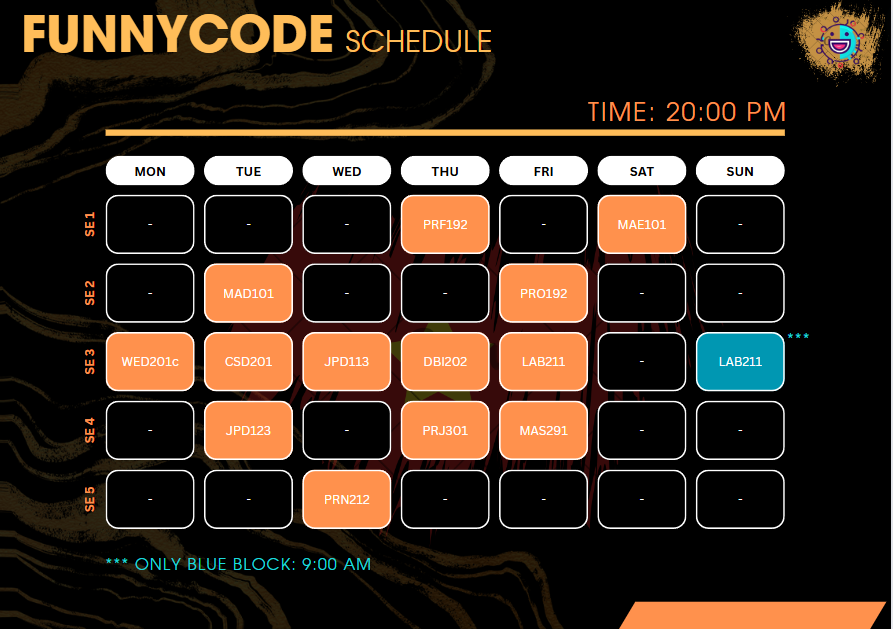 FUNNYCODE SCHEDULE
TIME: 20:00 PM
MON TUE WED THU FRI SAT SUN
SE 1 - - - PRF192 - MAE101 -
SE 2 - MAD101 - - PRO192 - -
SE 3 WED201c CSD201 JPD113 DBI202 LAB211 - LAB211 ***
SE 4 - JPD123 - PRJ301 MAS291 - -
SE 5 - - PRN212 - - - -
*** ONLY BLUE BLOCK: 9:00 AM